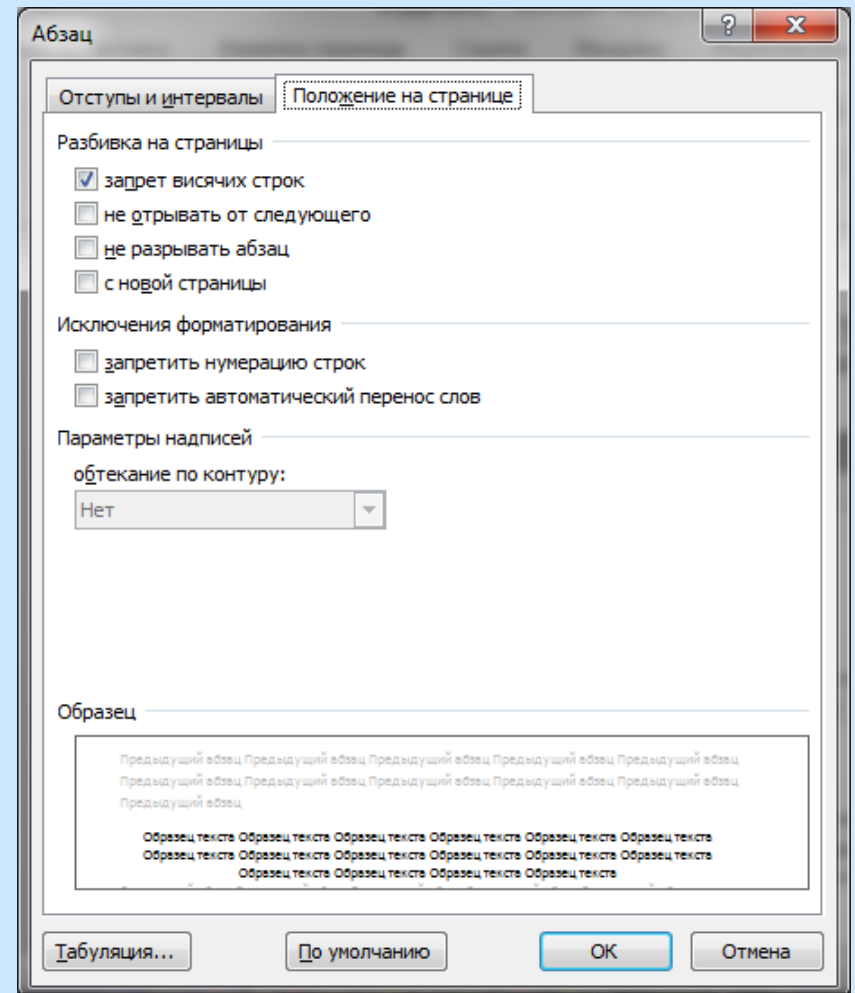 Абзац
Отступы и интервалы
Положение на странице
Разбивка на страницы
запрет висячих строк
не отрывать от следующего
не разрывать абзац
с новой страницы
Исключения форматирования
запретить нумерацию строк
запретить автоматический перенос слов
Параметры надписей
обтекание по контуру:
Нет
Образец
Предыдущий абзац Предыдущий абзац Предыдущий абзац Предыдущий абзац Предыдущий абзац
Предыдущий абзац Предыдущий абзац Предыдущий абзац Предыдущий абзац Предыдущий абзац
Предыдущий абзац
Образец текста Образец текста Образец текста Образец текста Образец текста Образец текста
Образец текста Образец текста Образец текста Образец текста Образец текста Образец текста
Образец текста Образец текста Образец текста Образец текста
Табуляция...
По умолчанию
ОК
Отмена